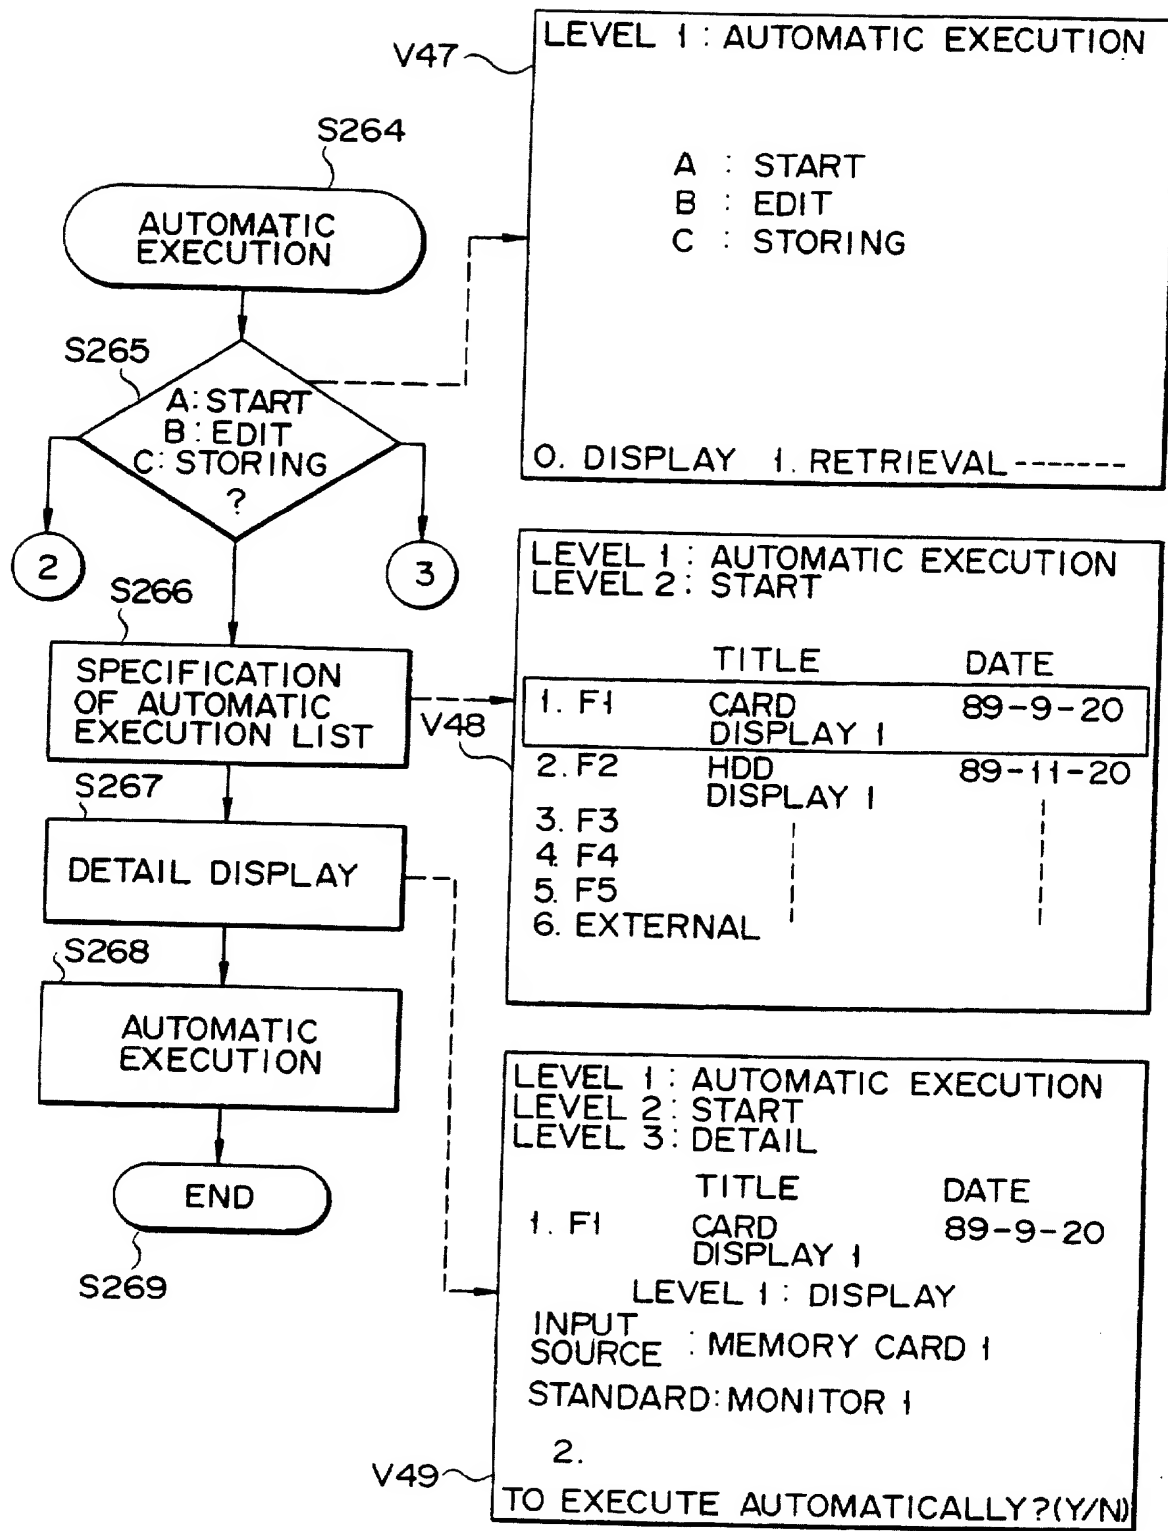 S264
AUTOMATIC
EXECUTION
S265
A: START
B: EDIT
C: STORING
?
2
3
S266
SPECIFICATION
OF AUTOMATIC
EXECUTION LIST
S267
DETAIL DISPLAY
S268
AUTOMATIC
EXECUTION
END
S269
V47
LEVEL 1 : AUTOMATIC EXECUTION
A : START
B : EDIT
C : STORING
0. DISPLAY 1. RETRIEVAL -------
V48
LEVEL 1 : AUTOMATIC EXECUTION
LEVEL 2 : START
TITLE DATE
1. F1 CARD 89-9-20
DISPLAY 1
2. F2 HDD 89-11-20
DISPLAY 1
3. F3
4. F4
5. F5
6. EXTERNAL
V49
LEVEL 1 : AUTOMATIC EXECUTION
LEVEL 2 : START
LEVEL 3 : DETAIL
TITLE DATE
1. F1 CARD 89-9-20
DISPLAY 1
LEVEL 1 : DISPLAY
INPUT
SOURCE : MEMORY CARD 1
STANDARD: MONITOR 1
2.
TO EXECUTE AUTOMATICALLY?(Y/N)